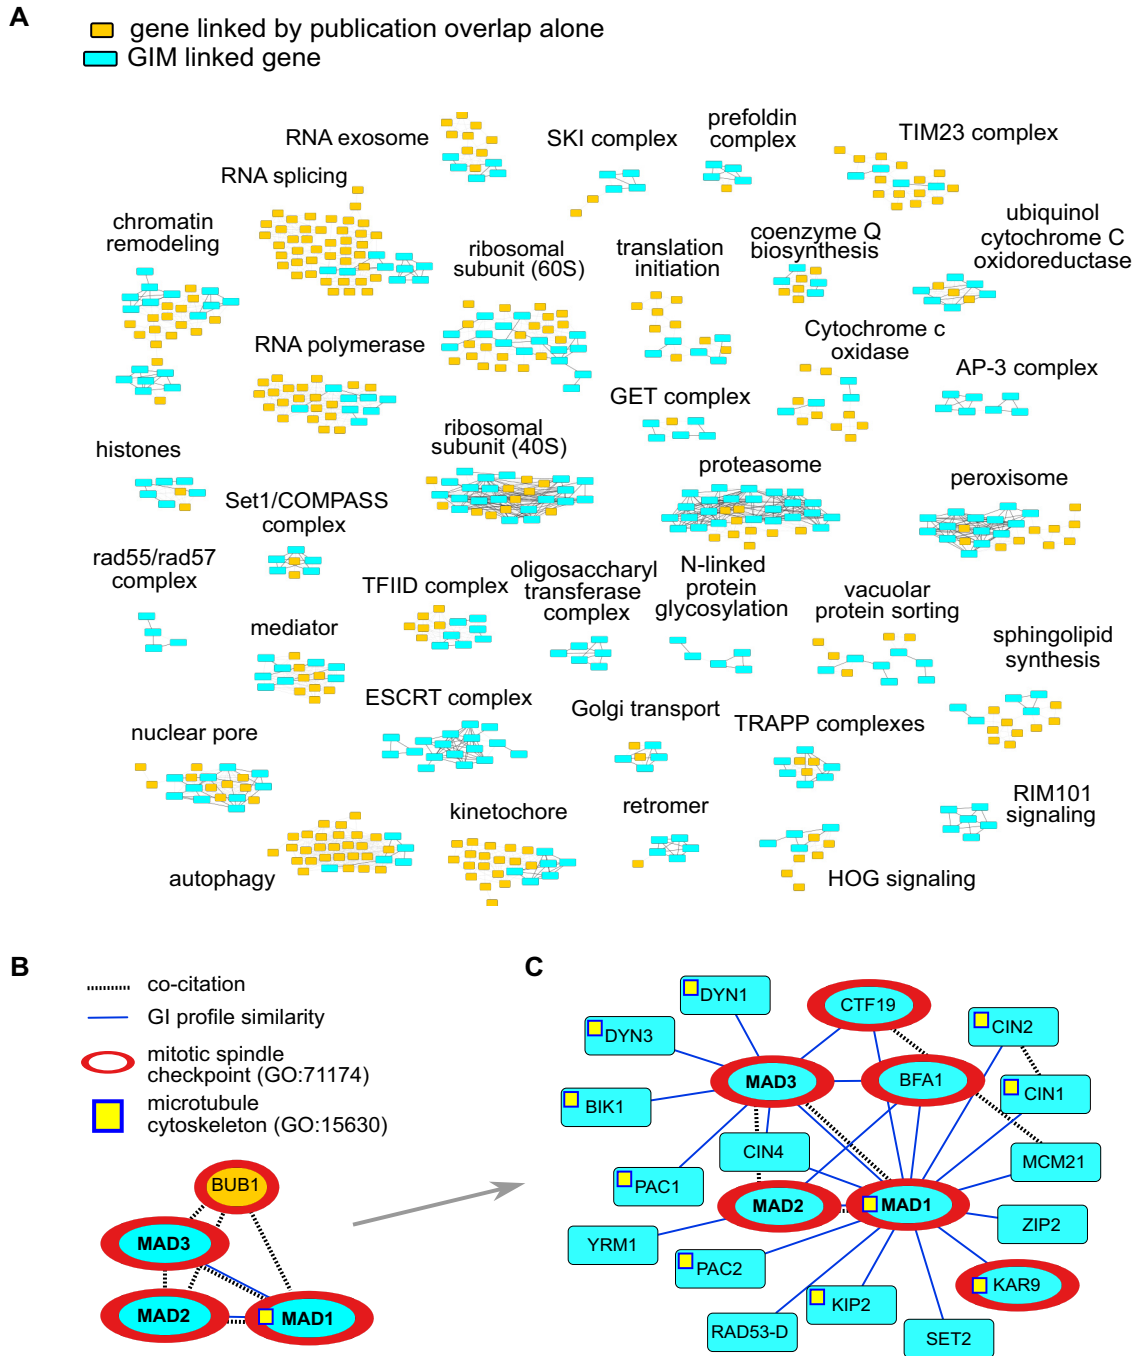 A
gene linked by publication overlap alone
GIM linked gene
RNA exosome
SKI complex
prefoldin
complex
TIM23 complex
RNA splicing
chromatin
remodeling
ribosomal
subunit (60S)
translation
initiation
coenzyme Q
biosynthesis
ubiquinol
cytochrome C
oxidoreductase
RNA polymerase
Cytochrome c
oxidase
AP-3 complex
GET complex
histones
ribosomal
subunit (40S)
proteasome
peroxisome
Set1/COMPASS
complex
rad55/rad57
complex
TFIID complex
oligosaccharyl
transferase
complex
N-linked
protein
glycosylation
vacuolar
protein sorting
mediator
sphingolipid
synthesis
ESCRT complex
Golgi transport
TRAPP complexes
nuclear pore
kinetochore
retromer
RIM101
signaling
autophagy
HOG signaling
B
co-citation
GI profile similarity
mitotic spindle
checkpoint (GO:71174)
microtubule
cytoskeleton (GO:15630)
BUB1
MAD3
MAD2
MAD1
C
DYN1
CTF19
CIN2
DYN3
MAD3
BFA1
BIK1
CIN1
CIN4
MCM21
PAC1
MAD2
MAD1
ZIP2
YRM1
PAC2
KAR9
KIP2
RAD53-D
SET2